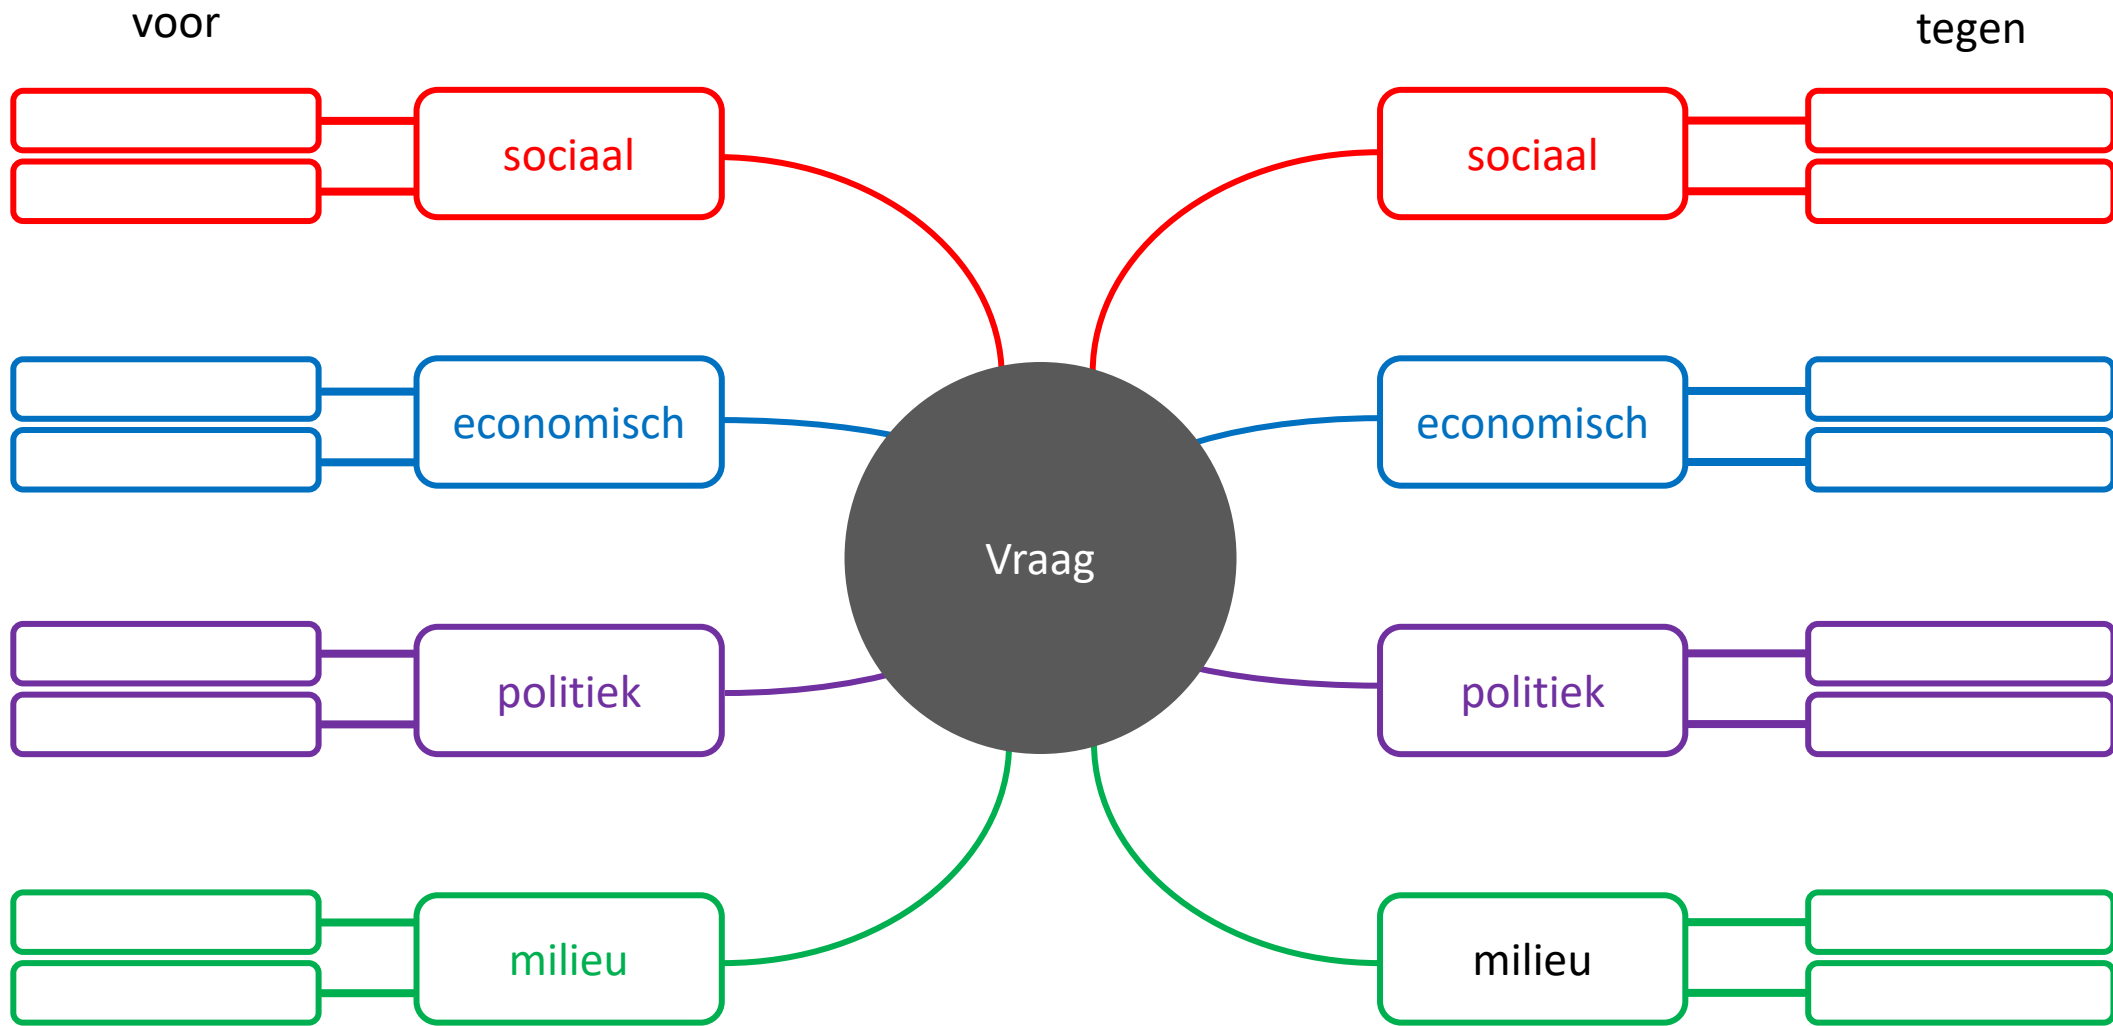 voor
tegen
sociaal
sociaal
economisch
economisch
Vraag
politiek
politiek
milieu
milieu